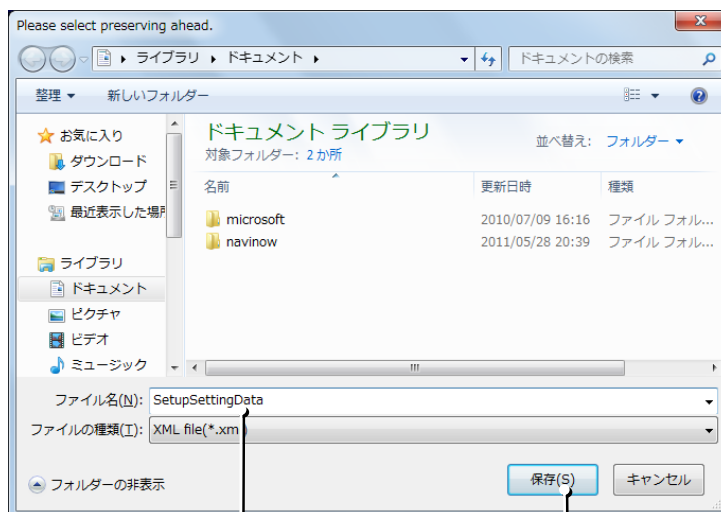 Please select preserving ahead.
ライブラリ ドキュメント
ドキュメントの検索
整理 新しいフォルダー
お気に入り
ダウンロード
デスクトップ
最近表示した場所
ライブラリ
ドキュメント
ピクチャ
ビデオ
ミュージック
ドキュメント ライブラリ
対象フォルダー: 2 か所
並べ替え: フォルダー
名前 更新日時 種類
microsoft 2010/07/09 16:16 ファイル フォル...
navinow 2011/05/28 20:39 ファイル フォル...
ファイル名(N): SetupSettingData
ファイルの種類(T): XML file(*.xm
フォルダーの非表示
保存(S) キャンセル